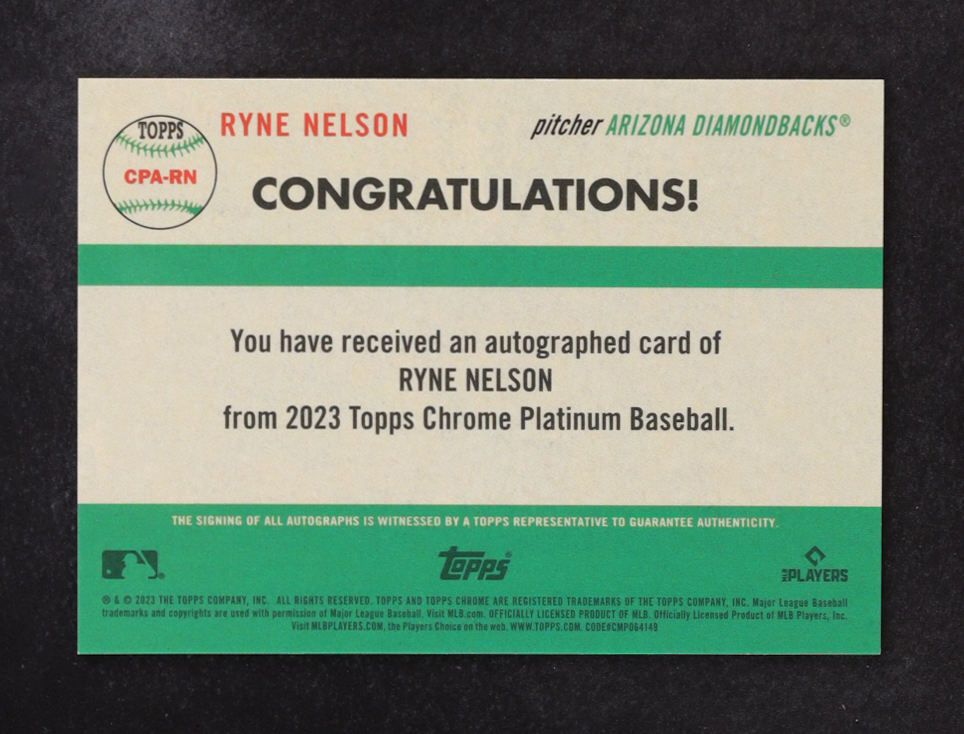 TOPPS
CPA-RN
RYNE NELSON
pitcher ARIZONA DIAMONDBACKS®
CONGRATULATIONS!
You have received an autographed card of
RYNE NELSON
from 2023 Topps Chrome Platinum Baseball.
THE SIGNING OF ALL AUTOGRAPHS IS WITNESSED BY A TOPPS REPRESENTATIVE TO GUARANTEE AUTHENTICITY.
Topps®
MLB PLAYERS
® & © 2023 THE TOPPS COMPANY, INC. ALL RIGHTS RESERVED. TOPPS AND TOPPS CHROME ARE REGISTERED TRADEMARKS OF THE TOPPS COMPANY, INC. Major League Baseball
trademarks and copyrights are used with permission of Major League Baseball. Visit MLB.com. OFFICIALLY LICENSED PRODUCT OF MLB. Officially Licensed Product of MLB Players, Inc.
Visit MLBPLAYERS.COM, the Players Choice on the web. WWW.TOPPS.COM. CODE#CMP064149